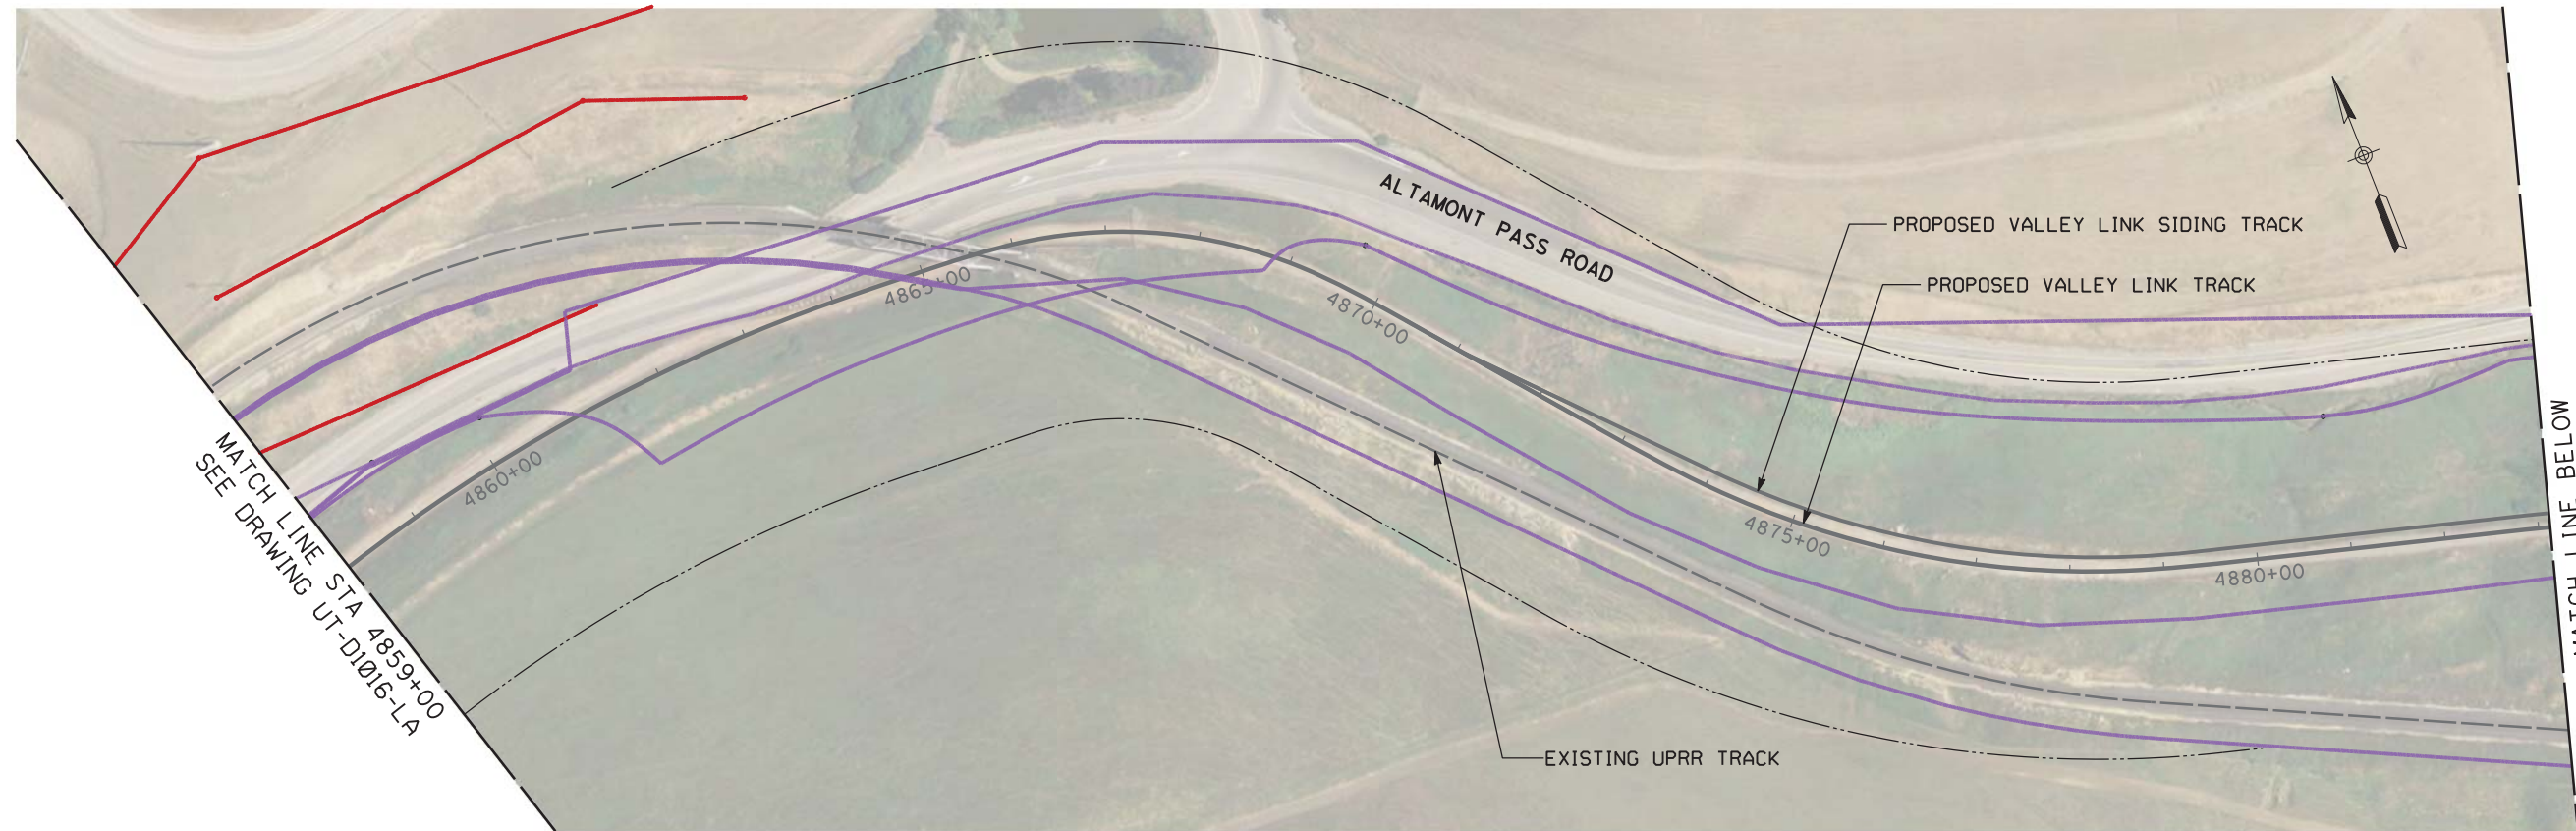 ALTAMONT PASS ROAD
PROPOSED VALLEY LINK SIDING TRACK
PROPOSED VALLEY LINK TRACK
4865+00
4870+00
4860+00
4875+00
4880+00
MATCH LINE STA 4859+00
SEE DRAWING UT-D1016-LA
EXISTING UPRR TRACK
MATCH LINE BELOW